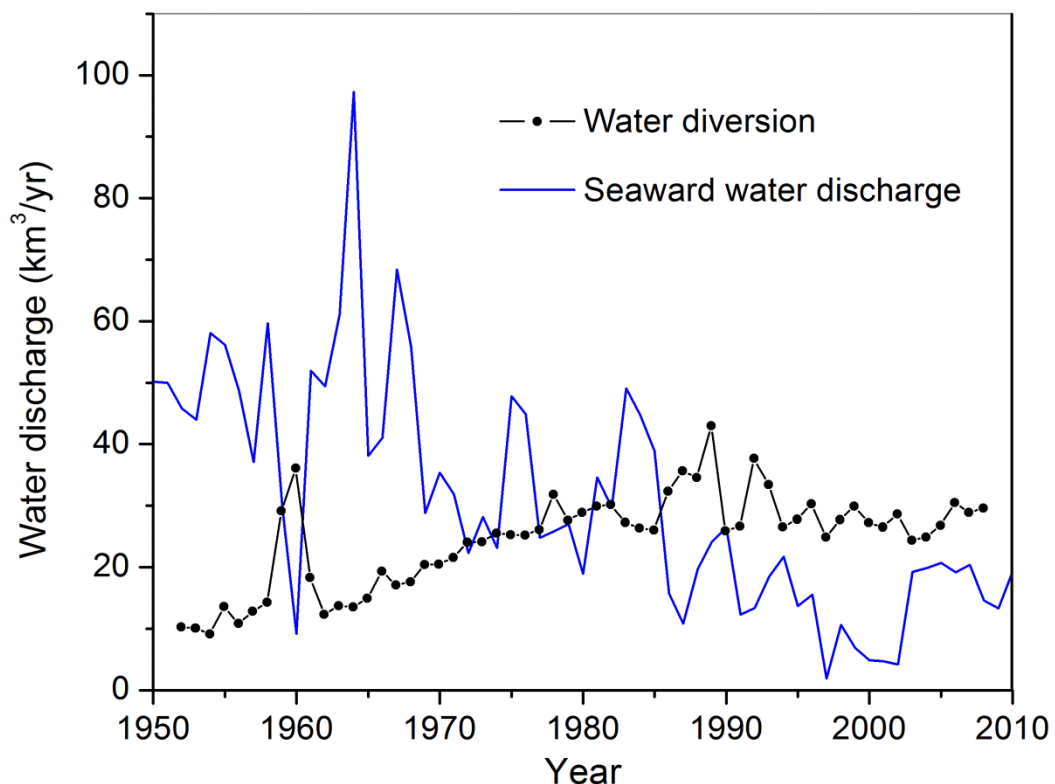 Water discharge (km³/yr)
100
80
60
40
20
0
Water diversion
Seaward water discharge
1950 1960 1970 1980 1990 2000 2010
Year